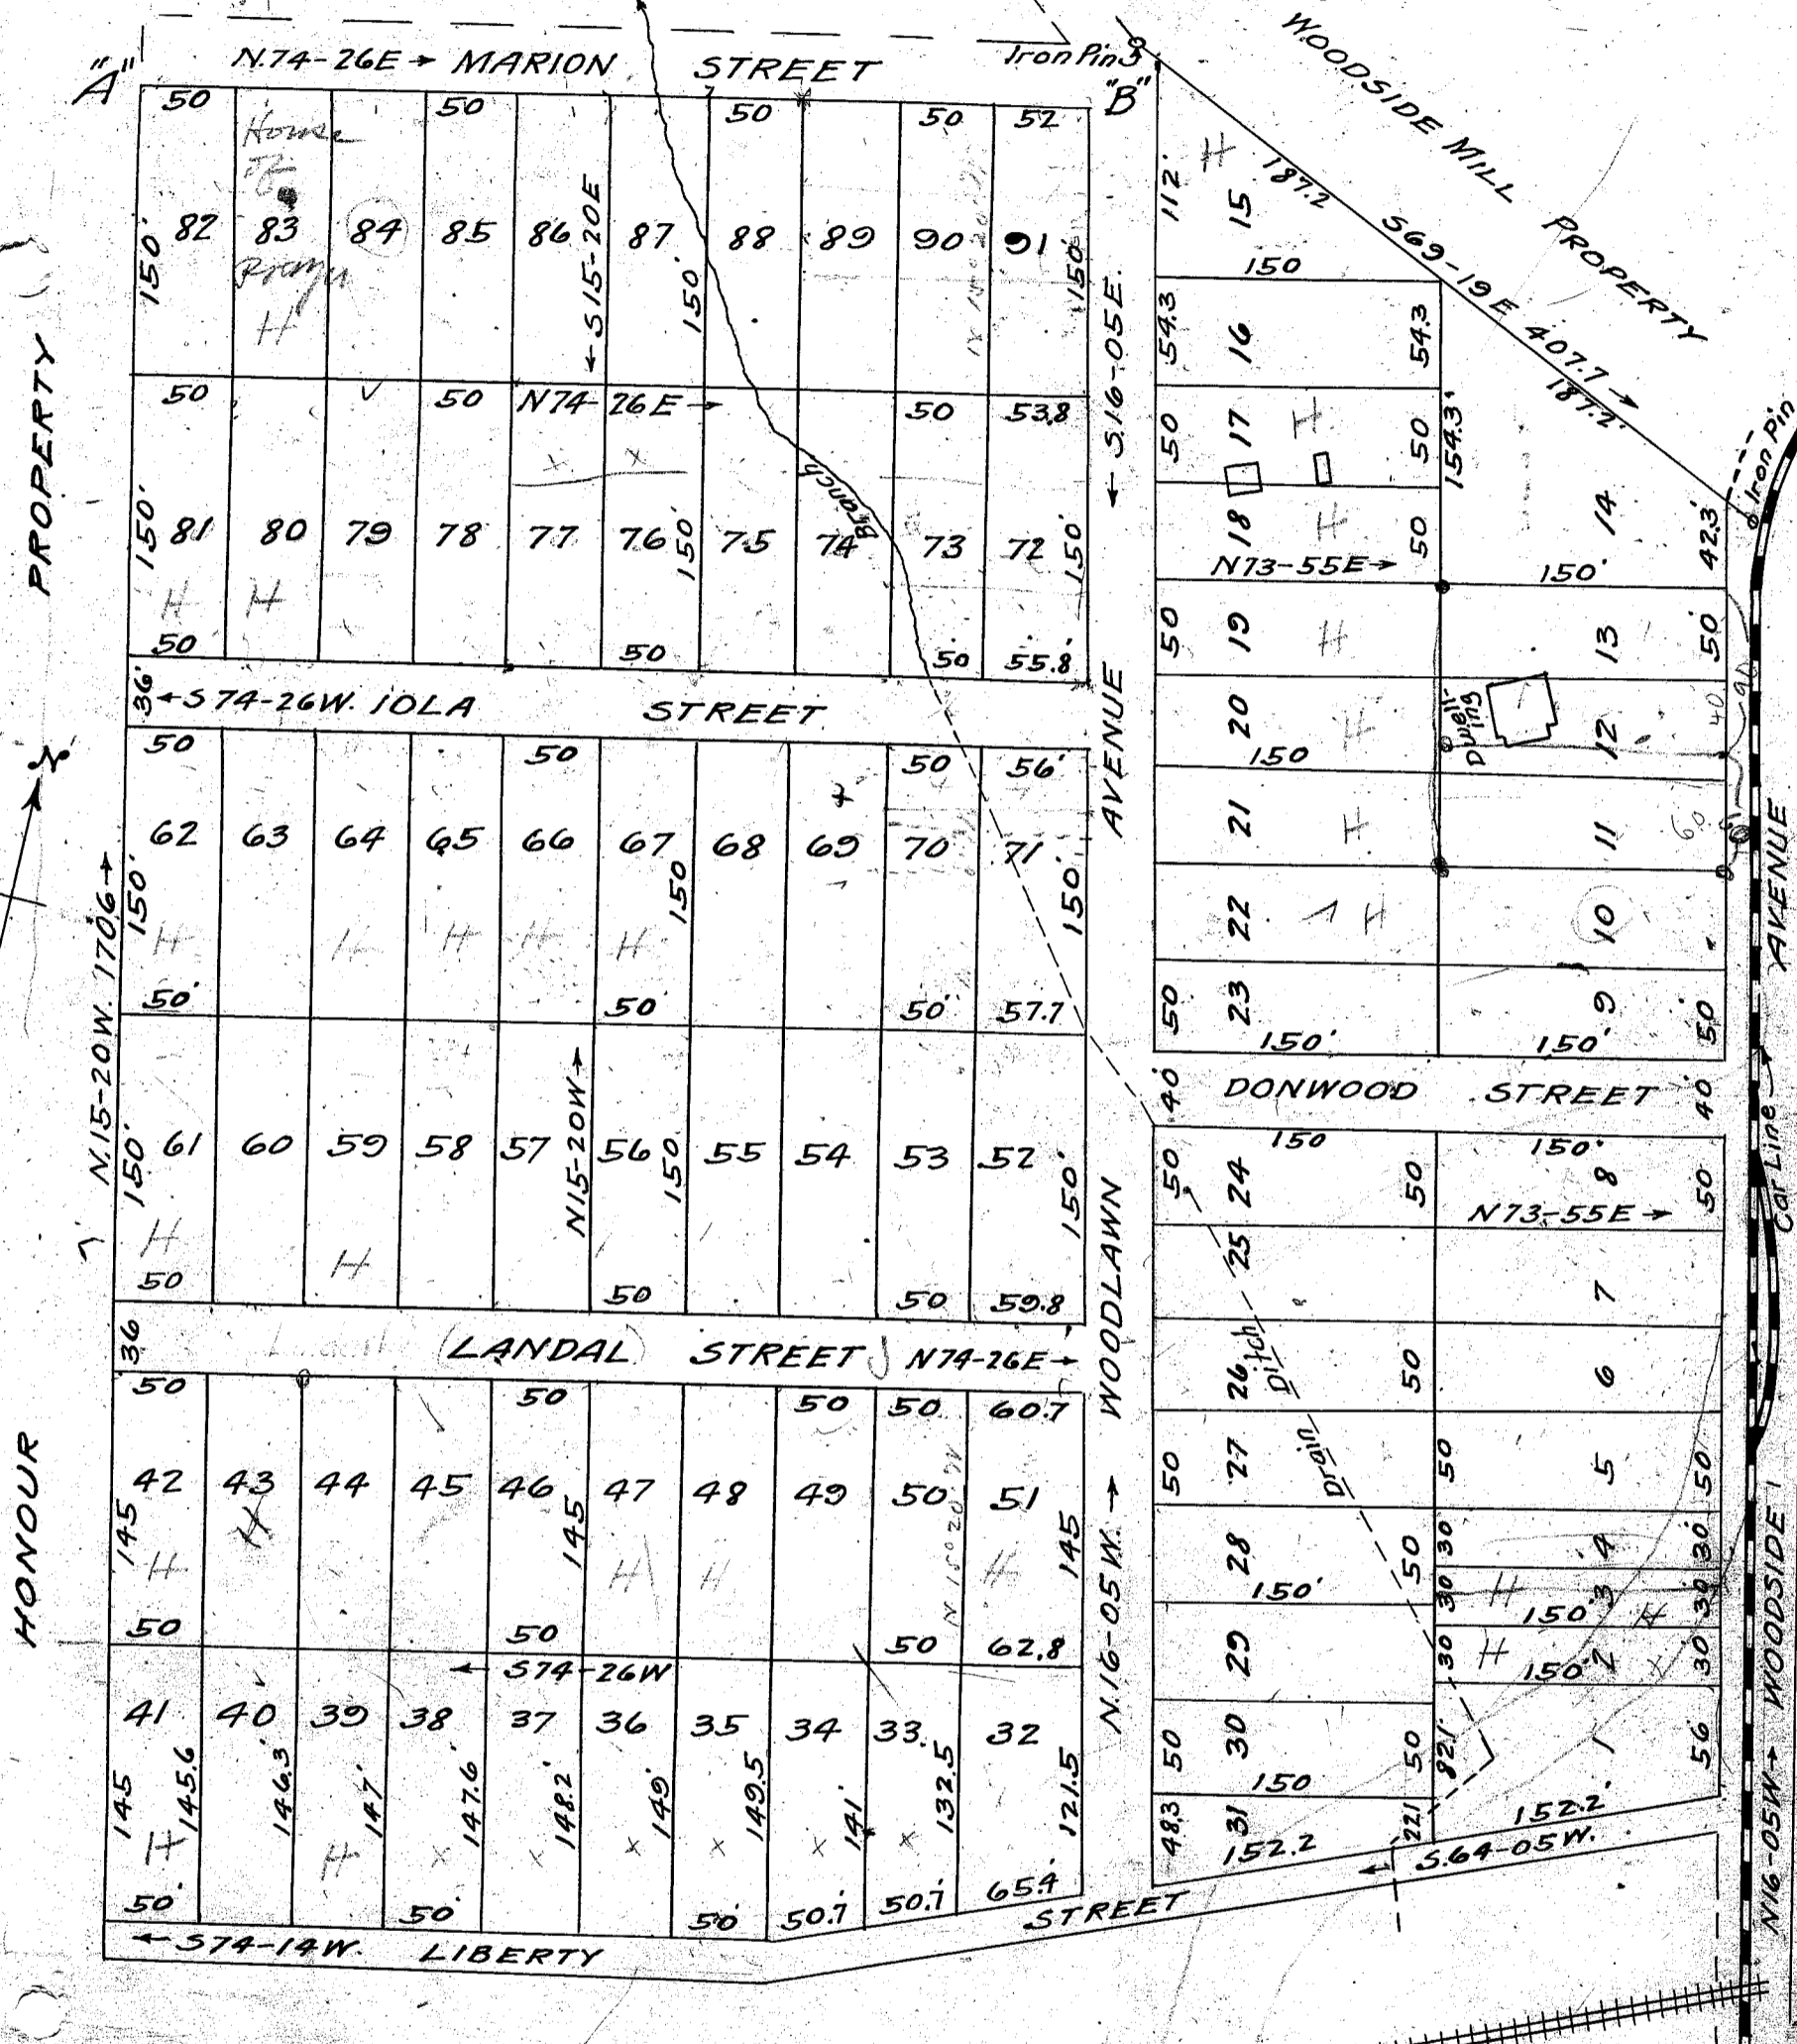 "A"
N.74-26E → MARION STREET
Iron Pin
"B"
WOODSIDE MILL PROPERTY
50 50 50 50 52
House
of
Prayer
H
82 83 84 85 86 87 88 89 90 91
150' 150' 150'
← S15-20E
50 50 N74-26E → 50 53.8
← S.16-05E.
PROPERTY
Branch
81 80 79 78 77 76 75 74 73 72
150' 150' 150'
H H
x x
50 50 50 55.8'
36' ← S74-26W. IOLA STREET
50 50 50 56'
62 63 64 65 66 67 68 69 70 71
150' 150 150'
H H H H H
50' 50' 50' 57.7
N.15-20W. 1706 →
N15-20W →
61 60 59 58 57 56 55 54 53 52
150' 150 150'
H H
50 50 50 59.8
36 (LANDAL) STREET N74-26E →
50 50 50 50 60.7
42 43 44 45 46 47 48 49 50 51
145 145 145
H H H H H
50 50 50 62.8
← S74-26W
HONOUR
41 40 39 38 37 36 35 34 33 32
145 145.6 146.3' 147' 147.6' 148.2' 149' 149.5 141' 132.5 121.5
H H x x x x x x
50' 50' 50' 50.7 50.7 65.4
← S74-14W. LIBERTY STREET
AVENUE
WOODLAWN
N.16-05W. →
112' H 15 187.2
150
S69-19E 407.7 →
187.2'
54.3 16 54.3
50 17 H 50 154.3'
18 H 50
N73-55E →
14 42.3'
150'
Iron Pin
50 19 H 13 50'
20 H Dwell-
ing 12 40 90
150
21 H 11 60
22 H 10
50 23 9 50'
150' 150'
40' DONWOOD STREET 40'
150 150'
50 24 50 8 50
N73-55E →
25 7
26 50 6
Drain Ditch
50 27 50 5 50
28 50 30 4 30'
150'
30 H 3 H 30
150'
29 30 H 2 x 30
150'
50 30 50 82.1' 1 56'
150
48.3 31 22.1 152.2
152.2
← S.64-05W.
AVENUE
Car Line →
N16-05W → WOODSIDE